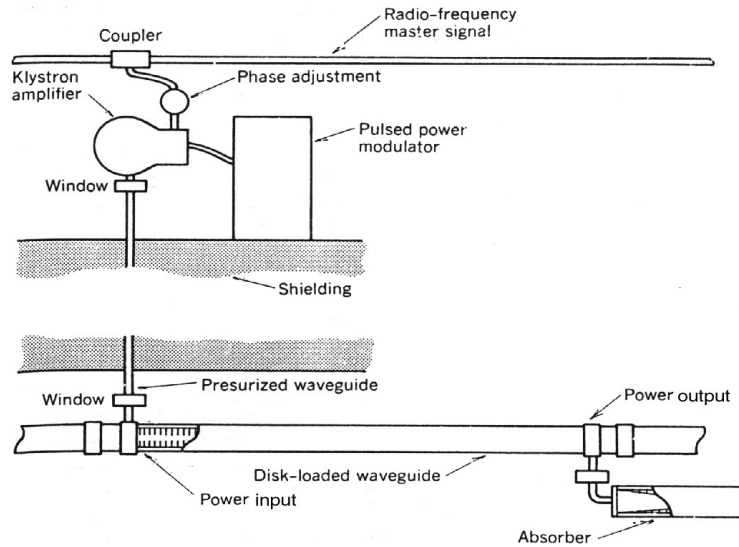 Radio-frequency
master signal
Coupler
Klystron
amplifier
Phase adjustment
Pulsed power
modulator
Window
Shielding
Presurized waveguide
Window
Power output
Disk-loaded waveguide
Power input
Absorber